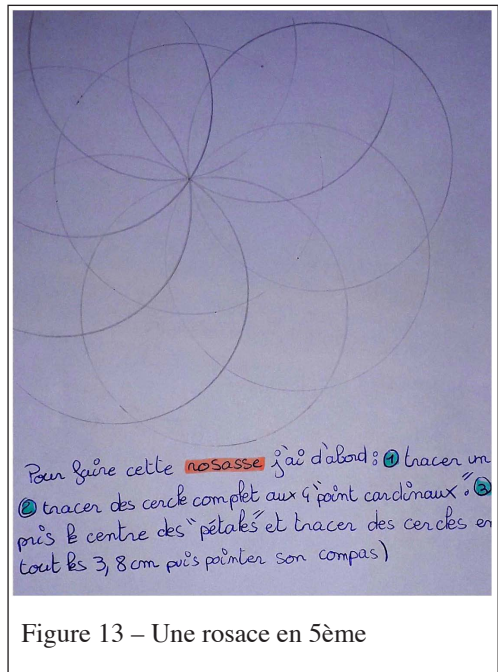 Pour faire cette rosasse j'ai d'abord : ① tracer un
② tracer des cercle complet aux 4 "point cardinaux". ③
pris le centre des "pétales" et tracer des cercles en
tout les 3,8 cm puis pointer son compas)
Figure 13 – Une rosace en 5ème